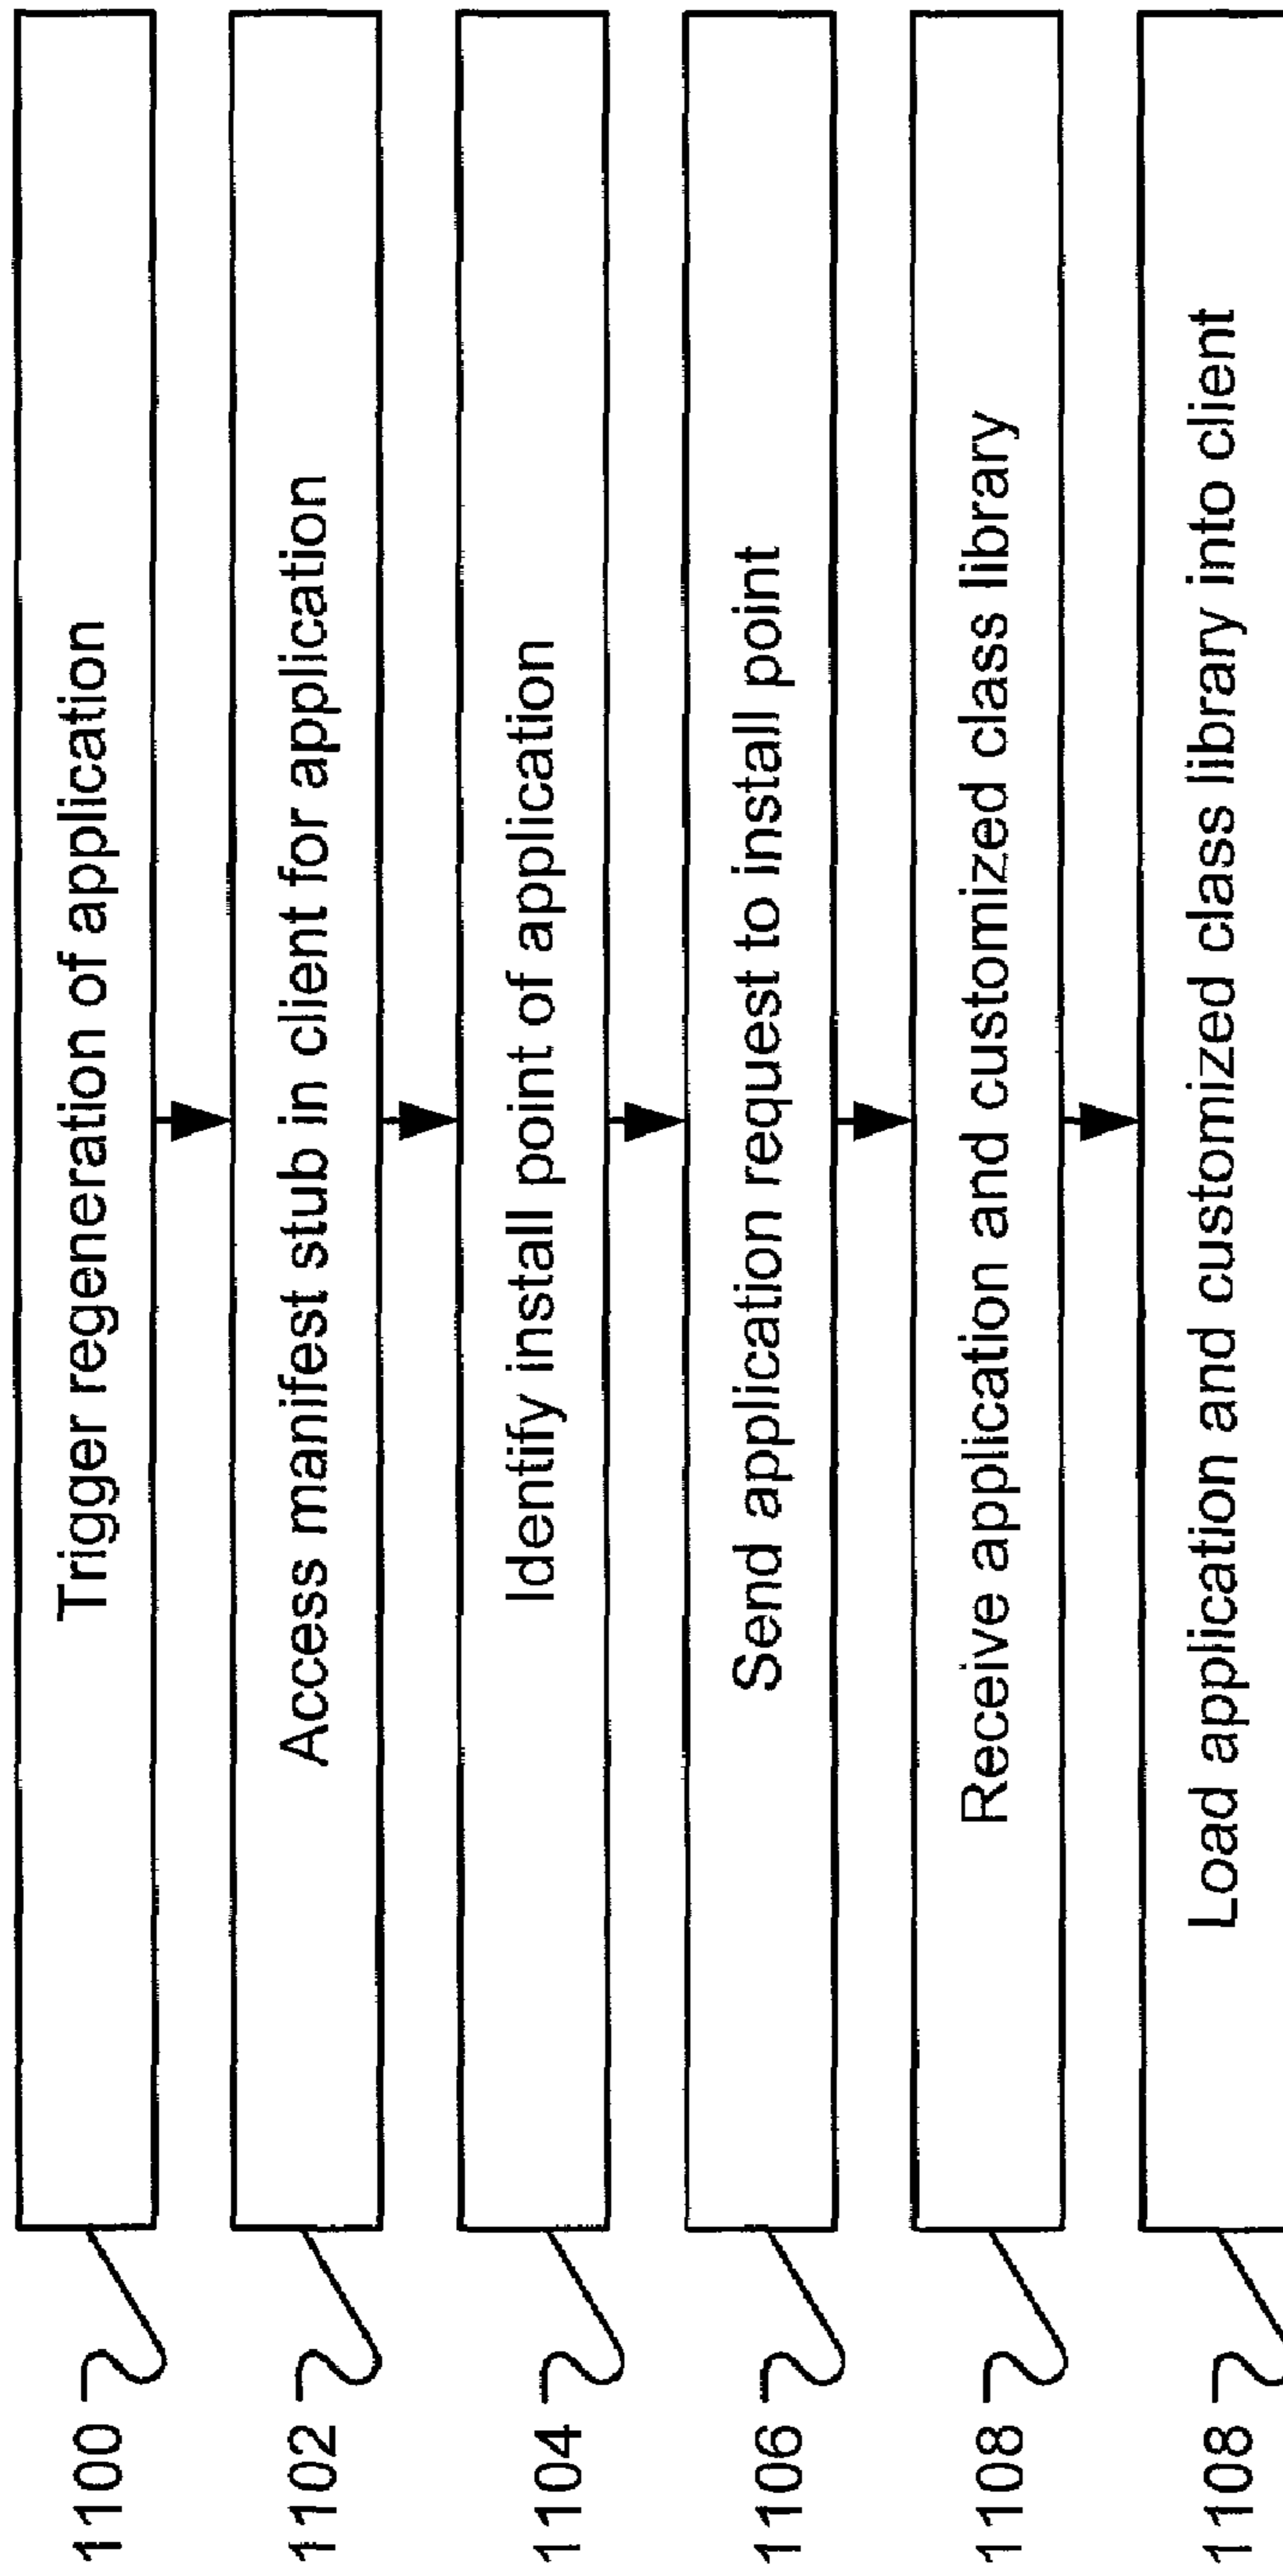 1100 Trigger regeneration of application
1102 Access manifest stub in client for application
1104 Identify install point of application
1106 Send application request to install point
1108 Receive application and customized class library
1108 Load application and customized class library into client